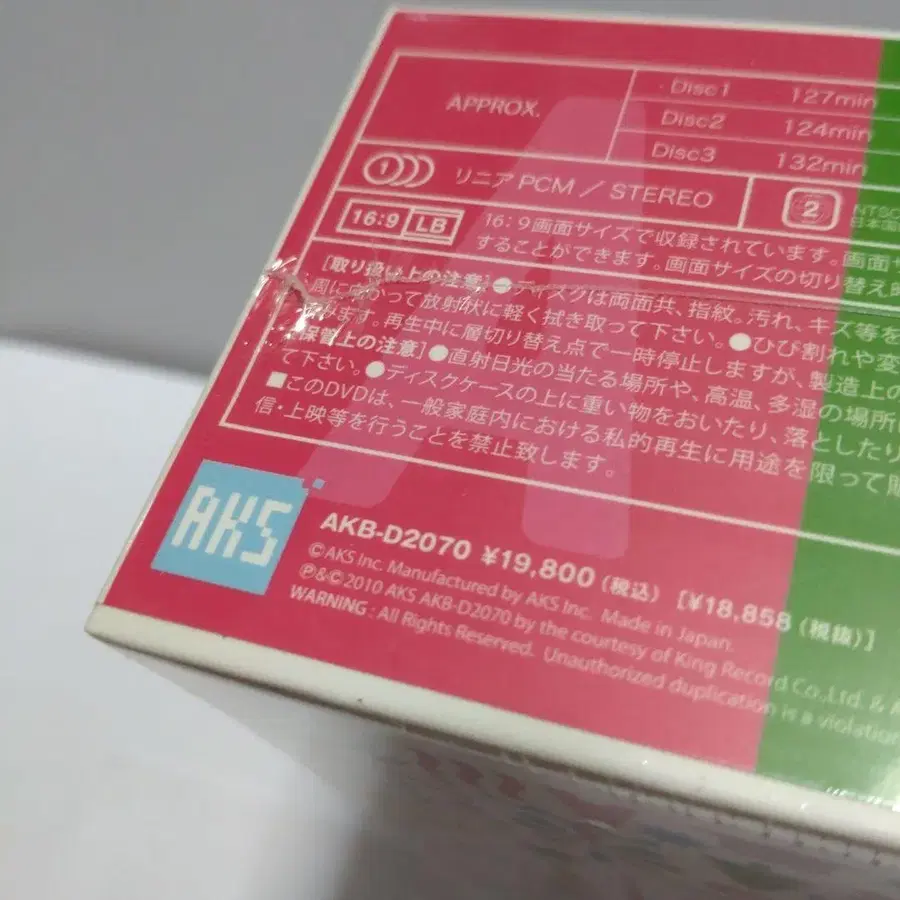 APPROX.
Disc1 127min
Disc2 124min
Disc3 132min
リニア PCM／STEREO
2
NTSC
日本国
16:9 LB
16：9画面サイズで収録されています。画面サ
することができます。画面サイズの切り替え時
[取り扱い上の注意]●ディスクは両面共、指紋、汚れ、キズ等を
周に向かって放射状に軽く拭き取って下さい。●ひび割れや変
みます。再生中に層切り替え点で一時停止しますが、製造上の
保管上の注意]●直射日光の当たる場所や、高温、多湿の場所
て下さい。●ディスクケースの上に重い物をおいたり、落としたり
■このDVDは、一般家庭内における私的再生に用途を限って販
信・上映等を行うことを禁止致します。
AKS
AKB-D2070 ¥19,800（税込）［¥18,858（税抜）］
©AKS Inc. Manufactured by AKS Inc. Made in Japan.
℗&©2010 AKS AKB-D2070 by the courtesy of King Record Co.,Ltd. &
WARNING : All Rights Reserved. Unauthorized duplication is a violation